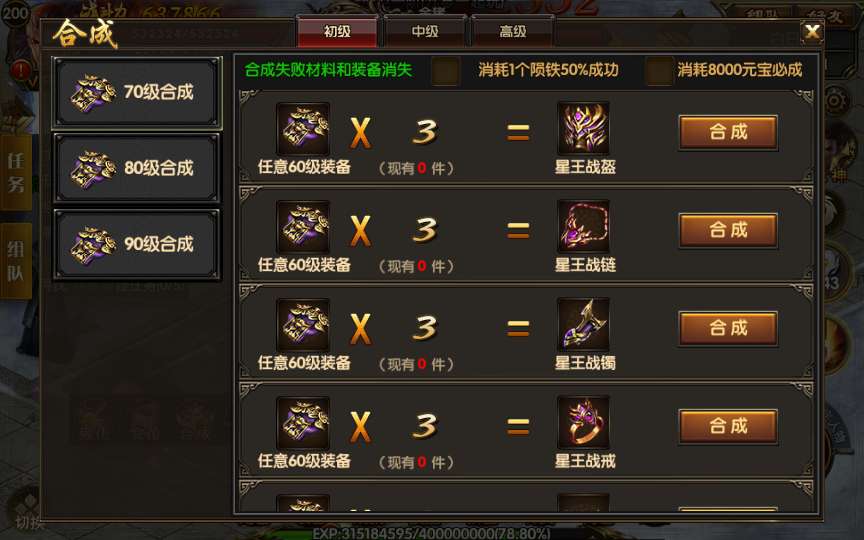 200
合成
初级
中级
高级
70级合成
80级合成
90级合成
任务
组队
合成失败材料和装备消失
消耗1个陨铁50%成功
消耗8000元宝必成
X 3 =
合成
任意60级装备
(现有0件)
星王战盔
X 3 =
合成
任意60级装备
(现有0件)
星王战链
X 3 =
合成
任意60级装备
(现有0件)
星王战镯
X 3 =
合成
任意60级装备
(现有0件)
星王战戒
切换
EXP:315184595/400000000(78.80%)